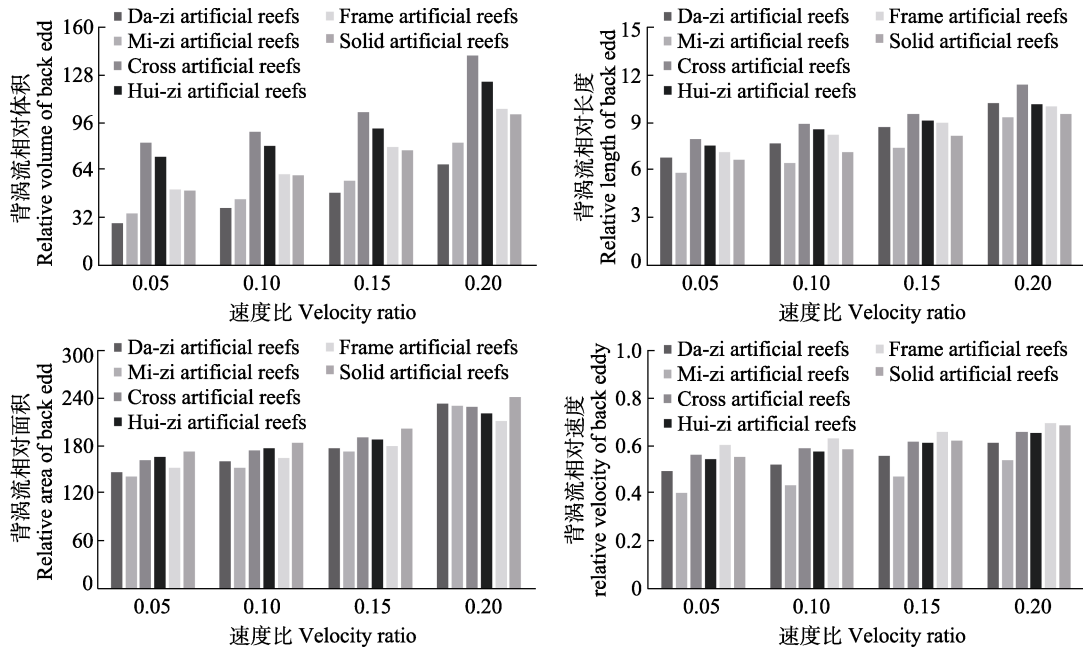 160
128
96
64
32
0
背涡流相对体积
Relative volume of back edd
Da-zi artificial reefs
Mi-zi artificial reefs
Cross artificial reefs
Hui-zi artificial reefs
Frame artificial reefs
Solid artificial reefs
0.05 0.10 0.15 0.20
速度比 Velocity ratio
15
12
9
6
3
0
背涡流相对长度
Relative length of back edd
Da-zi artificial reefs
Mi-zi artificial reefs
Cross artificial reefs
Hui-zi artificial reefs
Frame artificial reefs
Solid artificial reefs
0.05 0.10 0.15 0.20
速度比 Velocity ratio
300
240
180
120
60
0
背涡流相对面积
Relative area of back edd
Da-zi artificial reefs
Mi-zi artificial reefs
Cross artificial reefs
Hui-zi artificial reefs
Frame artificial reefs
Solid artificial reefs
0.05 0.10 0.15 0.20
速度比 Velocity ratio
1.0
0.8
0.6
0.4
0.2
0
背涡流相对速度
relative velocity of back eddy
Da-zi artificial reefs
Mi-zi artificial reefs
Cross artificial reefs
Hui-zi artificial reefs
Frame artificial reefs
Solid artificial reefs
0.05 0.10 0.15 0.20
速度比 Velocity ratio